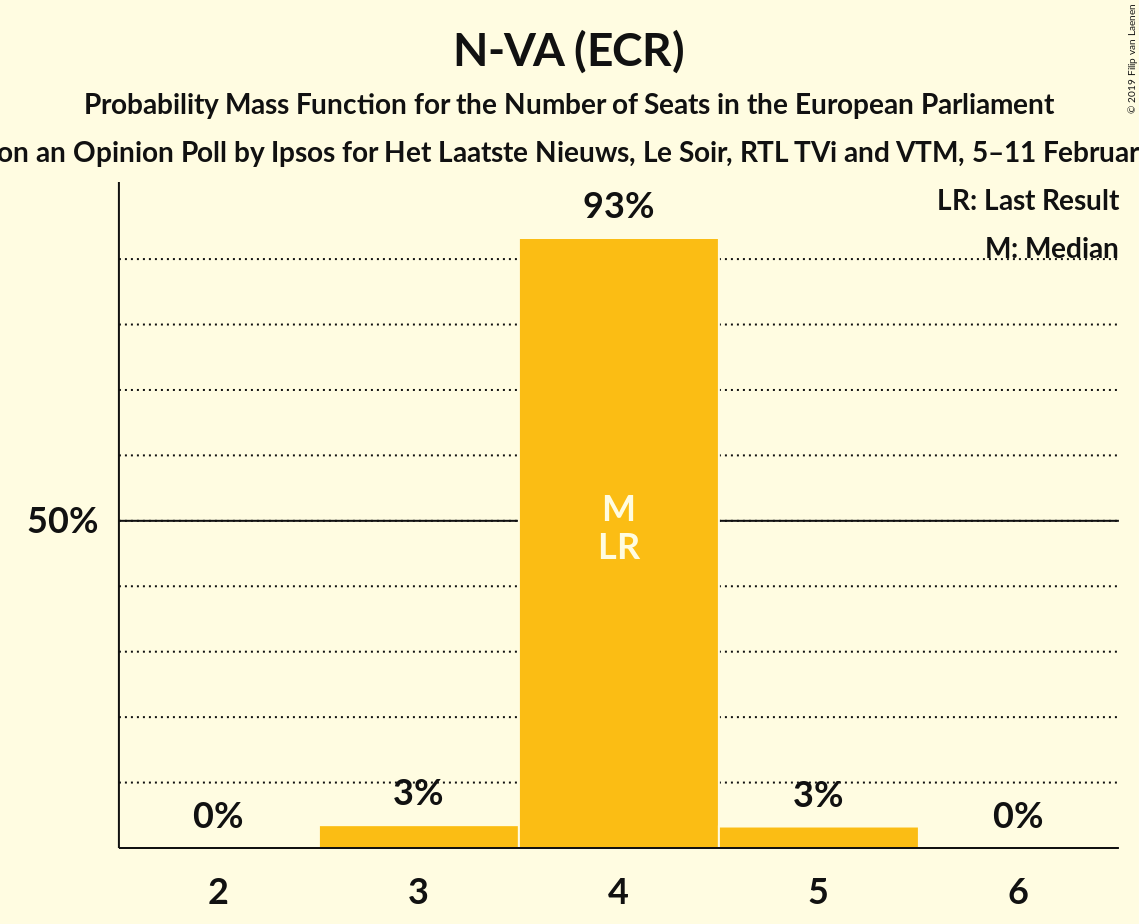 N-VA (ECR)
Probability Mass Function for the Number of Seats in the European Parliament
on an Opinion Poll by Ipsos for Het Laatste Nieuws, Le Soir, RTL TVi and VTM, 5–11 Februar
© 2019 Filip van Laenen
LR: Last Result
M: Median
93%
50%
M
LR
0%
3%
3%
0%
2
3
4
5
6